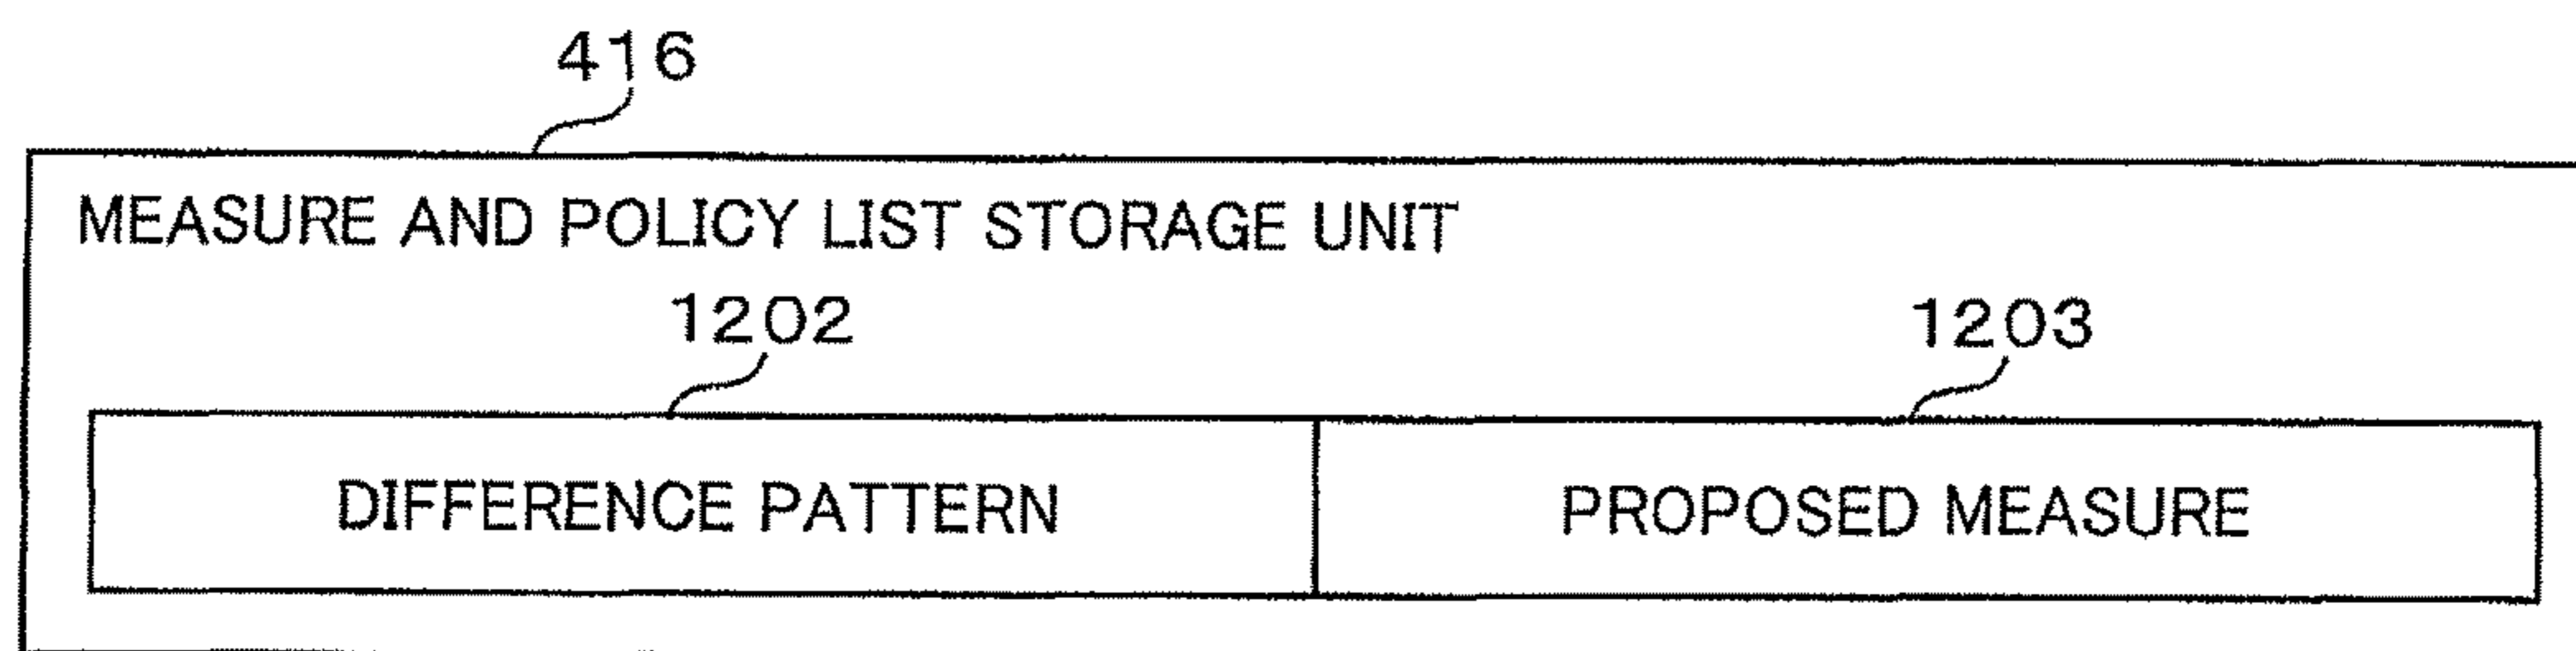 416
MEASURE AND POLICY LIST STORAGE UNIT
1202 1203
DIFFERENCE PATTERN PROPOSED MEASURE